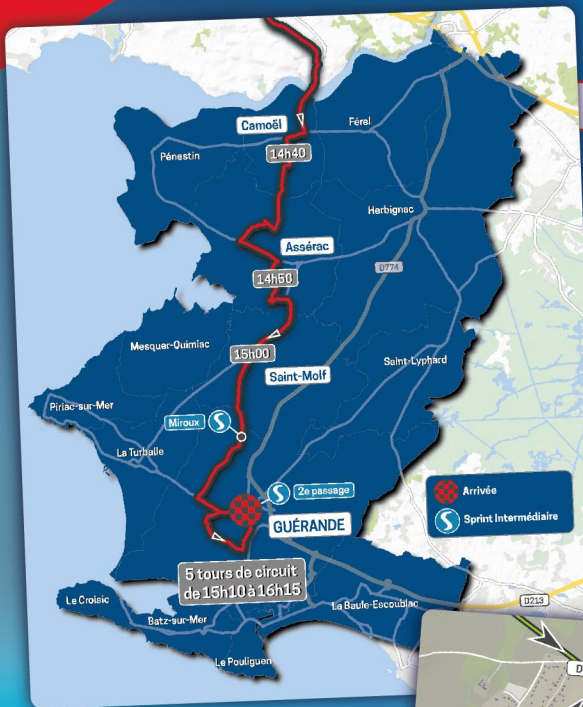 Camoël
Férel
14h40
Pénestin
Herbignac
Assérac
D774
14h50
Mesquer-Quimiac
15h00
Saint-Lyphard
Saint-Molf
Piriac-sur-Mer
Miroux
La Turballe
2e passage
GUÉRANDE
Arrivée
Sprint Intermédiaire
5 tours de circuit
de 15h10 à 16h15
Le Croisic
La Baule-Escoublac
D213
Batz-sur-Mer
Le Pouliguen
D